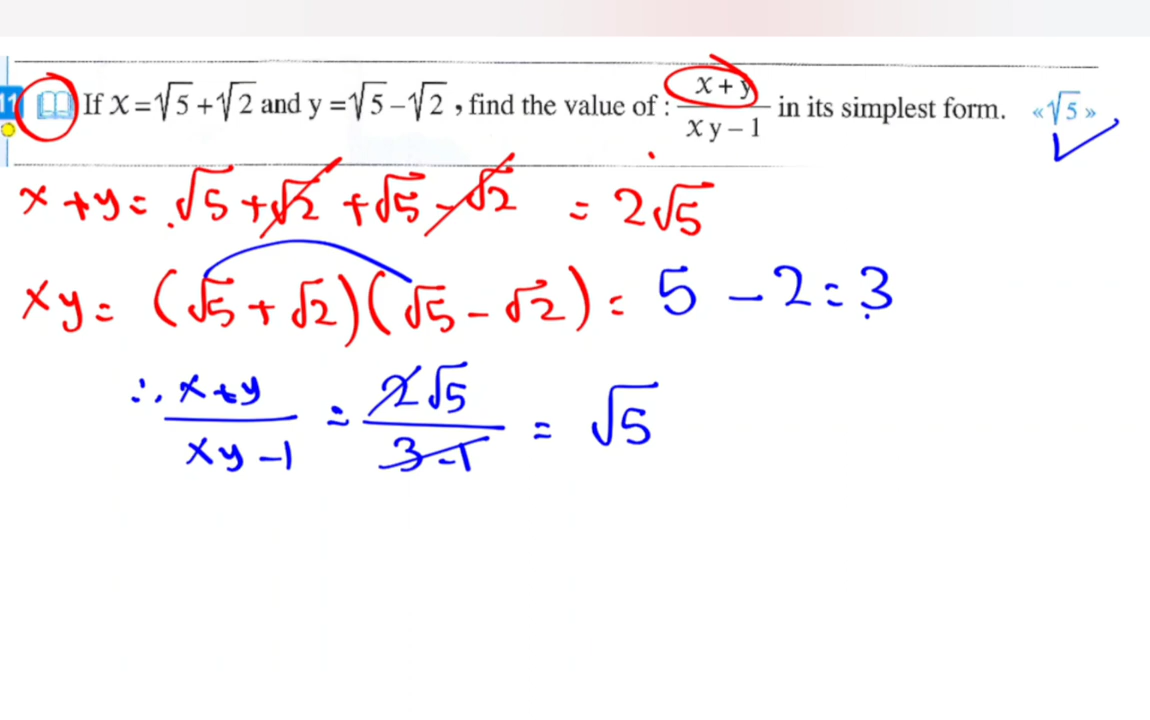 11 If x = √5 + √2 and y = √5 – √2 , find the value of : (x + y)/(x y – 1) in its simplest form. « √5 »
x + y = √5 + √2 + √5 - √2 = 2√5
xy = (√5 + √2)(√5 - √2) = 5 - 2 = 3
∴ (x+y)/(xy-1) = 2√5/(3-1) = √5